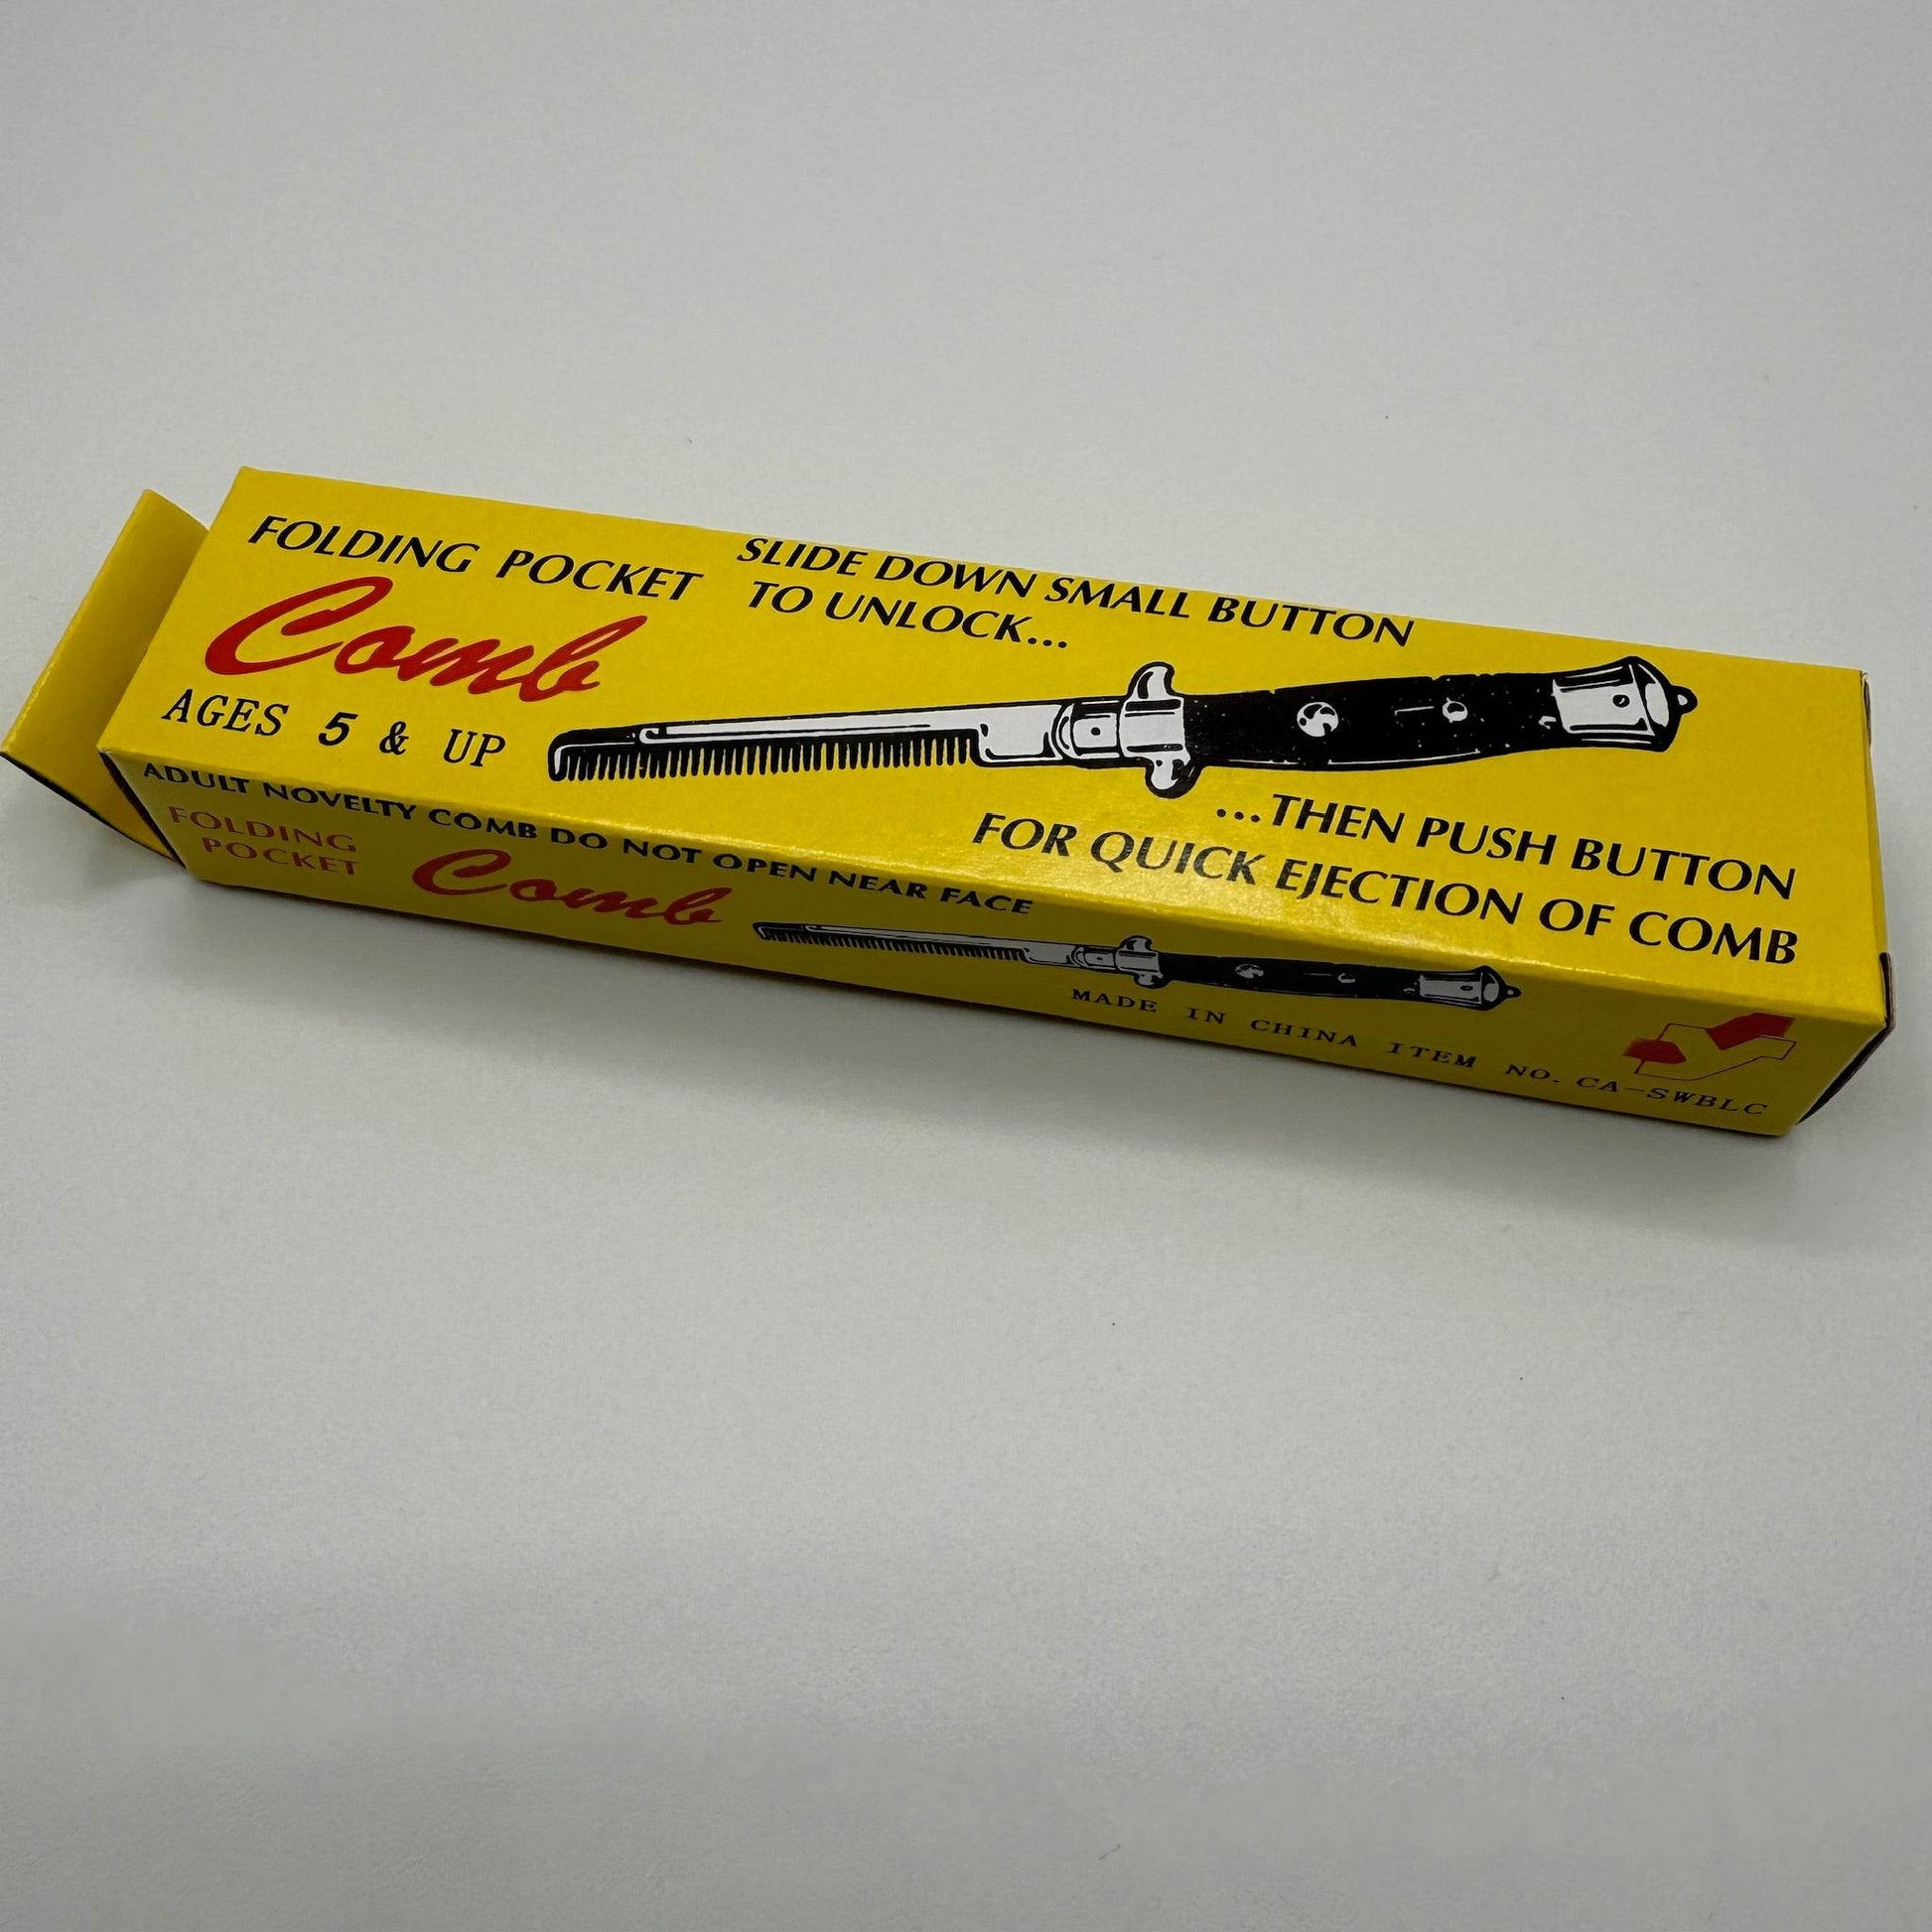 FOLDING POCKET
Comb
AGES 5 & UP
SLIDE DOWN SMALL BUTTON
TO UNLOCK...
...THEN PUSH BUTTON
FOR QUICK EJECTION OF COMB
ADULT NOVELTY COMB DO NOT OPEN NEAR FACE
FOLDING
POCKET
Comb
MADE IN CHINA ITEM NO. CA-SWBLC